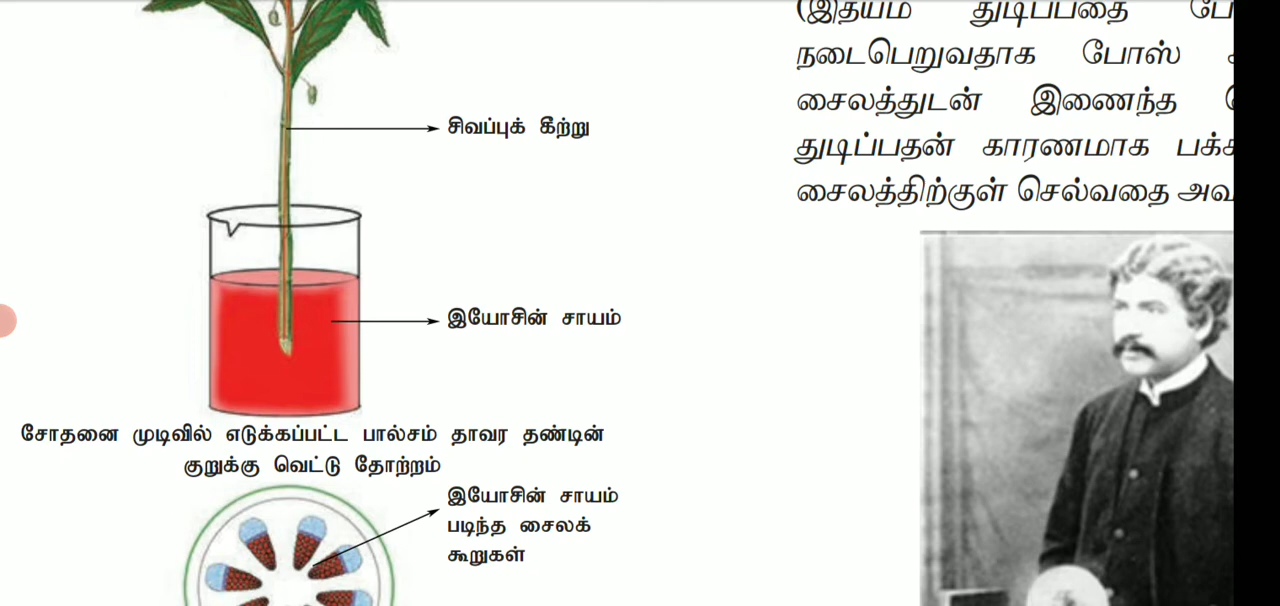 சிவப்புக் கீற்று
இயோசின் சாயம்
சோதனை முடிவில் எடுக்கப்பட்ட பால்சம் தாவர தண்டின்
குறுக்கு வெட்டு தோற்றம்
இயோசின் சாயம்
படிந்த சைலக்
கூறுகள்
(இதயம் துடிப்பதை
நடைபெறுவதாக போஸ்
சைலத்துடன் இணைந்த
துடிப்பதன் காரணமாக
சைலத்திற்குள் செல்வதை